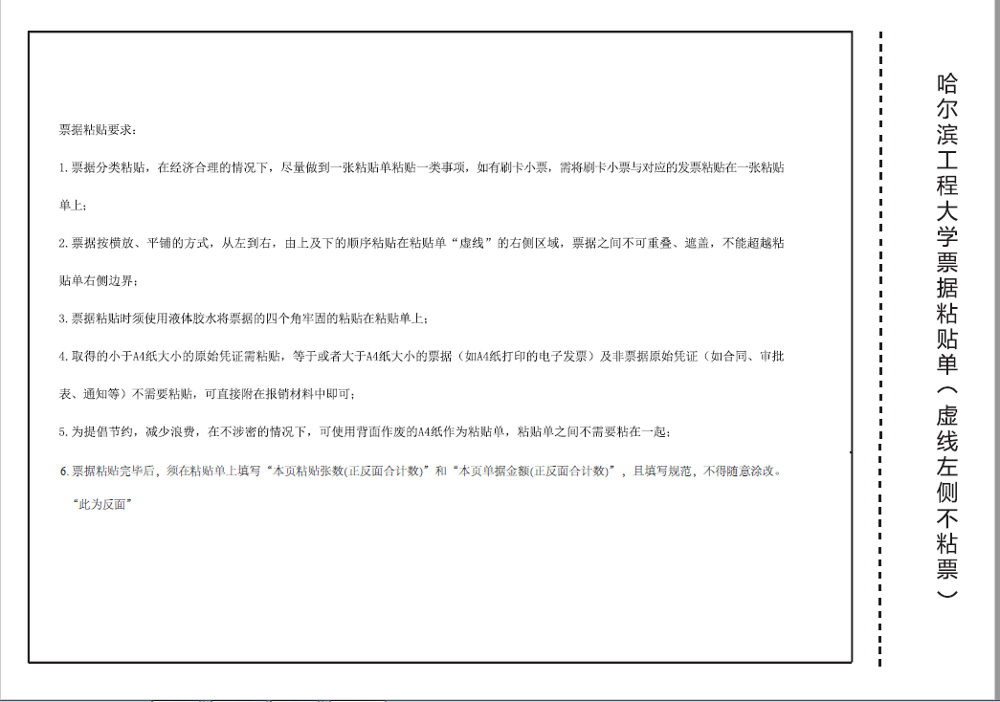 票据粘贴要求：
1. 票据分类粘贴，在经济合理的情况下，尽量做到一张粘贴单粘贴一类事项，如有刷卡小票，需将刷卡小票与对应的发票粘贴在一张粘贴
单上；
2. 票据按横放、平铺的方式，从左到右，由上及下的顺序粘贴在粘贴单“虚线”的右侧区域，票据之间不可重叠、遮盖，不能超越粘
贴单右侧边界；
3. 票据粘贴时须使用液体胶水将票据的四个角牢固的粘贴在粘贴单上；
4. 取得的小于A4纸大小的原始凭证需粘贴，等于或者大于A4纸大小的票据（如A4纸打印的电子发票）及非票据原始凭证（如合同、审批
表、通知等）不需要粘贴，可直接附在报销材料中即可；
5. 为提倡节约，减少浪费，在不涉密的情况下，可使用背面作废的A4纸作为粘贴单，粘贴单之间不需要粘在一起；
6. 票据粘贴完毕后，须在粘贴单上填写“本页粘贴张数(正反面合计数)”和“本页单据金额(正反面合计数)”，且填写规范，不得随意涂改。
“此为反面”
哈尔滨工程大学票据粘贴单（虚线左侧不粘票）